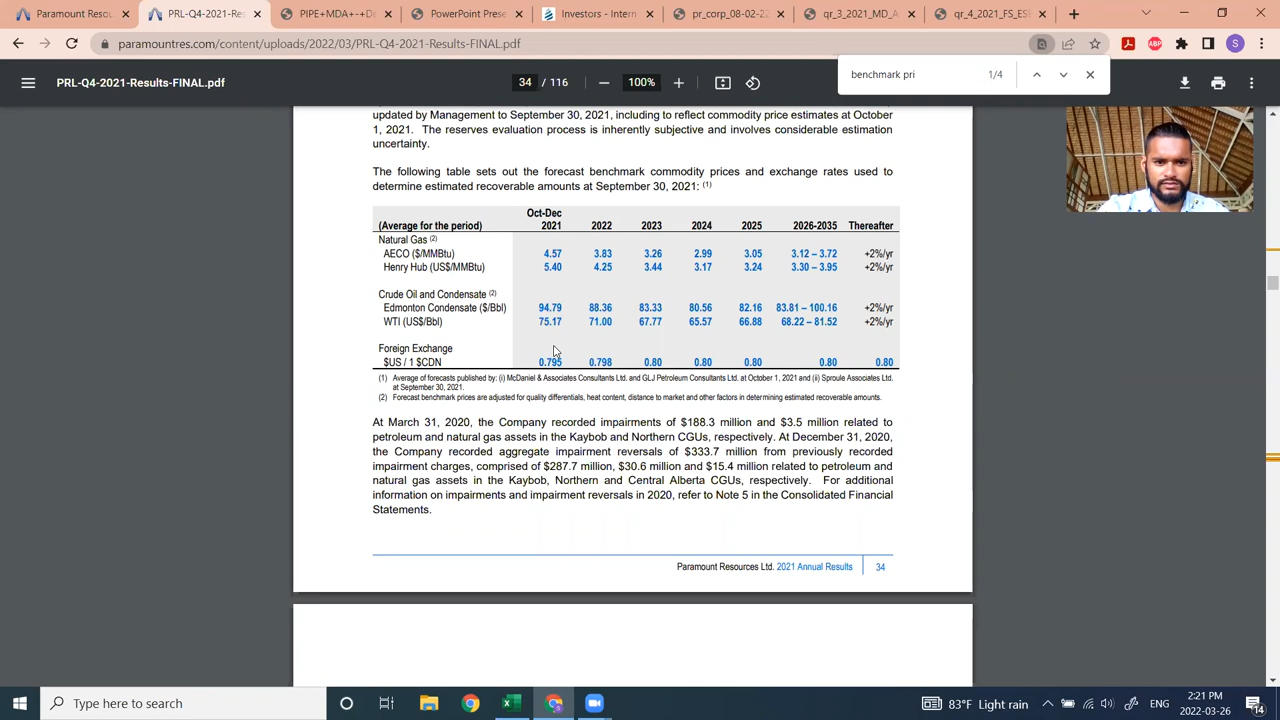 Paramount Resou
PRL-Q4-2021-Res
PIPE+MDA+-+De
PowerPoint Prese
Investors - Intern
pr_corp_08-02-22
qr_3_2021_MD_A
qr_4_2021_FS_ESE
paramountres.com/content/uploads/2022/03/PRL-Q4-2021-Results-FINAL.pdf
ABP
S
PRL-Q4-2021-Results-FINAL.pdf
34 / 116
100%
benchmark pri
1/4
updated by Management to September 30, 2021, including to reflect commodity price estimates at October
1, 2021. The reserves evaluation process is inherently subjective and involves considerable estimation
uncertainty.
The following table sets out the forecast benchmark commodity prices and exchange rates used to
determine estimated recoverable amounts at September 30, 2021: (1)
(Average for the period) Oct-Dec 2021 2022 2023 2024 2025 2026-2035 Thereafter
Natural Gas (2)
AECO ($/MMBtu) 4.57 3.83 3.26 2.99 3.05 3.12 – 3.72 +2%/yr
Henry Hub (US$/MMBtu) 5.40 4.25 3.44 3.17 3.24 3.30 – 3.95 +2%/yr
Crude Oil and Condensate (2)
Edmonton Condensate ($/Bbl) 94.79 88.36 83.33 80.56 82.16 83.81 – 100.16 +2%/yr
WTI (US$/Bbl) 75.17 71.00 67.77 65.57 66.88 68.22 – 81.52 +2%/yr
Foreign Exchange
$US / 1 $CDN 0.795 0.798 0.80 0.80 0.80 0.80 0.80
(1) Average of forecasts published by: (i) McDaniel & Associates Consultants Ltd. and GLJ Petroleum Consultants Ltd. at October 1, 2021 and (ii) Sproule Associates Ltd.
at September 30, 2021.
(2) Forecast benchmark prices are adjusted for quality differentials, heat content, distance to market and other factors in determining estimated recoverable amounts.
At March 31, 2020, the Company recorded impairments of $188.3 million and $3.5 million related to
petroleum and natural gas assets in the Kaybob and Northern CGUs, respectively. At December 31, 2020,
the Company recorded aggregate impairment reversals of $333.7 million from previously recorded
impairment charges, comprised of $287.7 million, $30.6 million and $15.4 million related to petroleum and
natural gas assets in the Kaybob, Northern and Central Alberta CGUs, respectively. For additional
information on impairments and impairment reversals in 2020, refer to Note 5 in the Consolidated Financial
Statements.
Paramount Resources Ltd. 2021 Annual Results 34
Type here to search
83°F Light rain
ENG
2:21 PM
2022-03-26
14